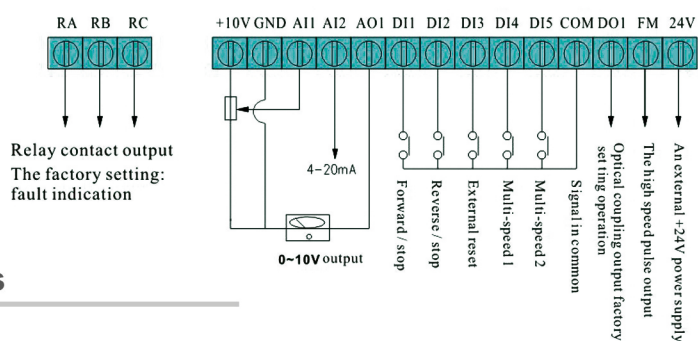 RA RB RC
+10V GND AI1 AI2 AO1 DI1 DI2 DI3 DI4 DI5 COM DO1 FM 24V
Relay contact output
The factory setting:
fault indication
4-20mA
0~10V output
Forward / stop
Reverse / stop
External reset
Multi-speed 1
Multi-speed 2
Signal in common
Optical coupling output factory
set ting operation
The high speed pulse output
An external +24V power supply
s